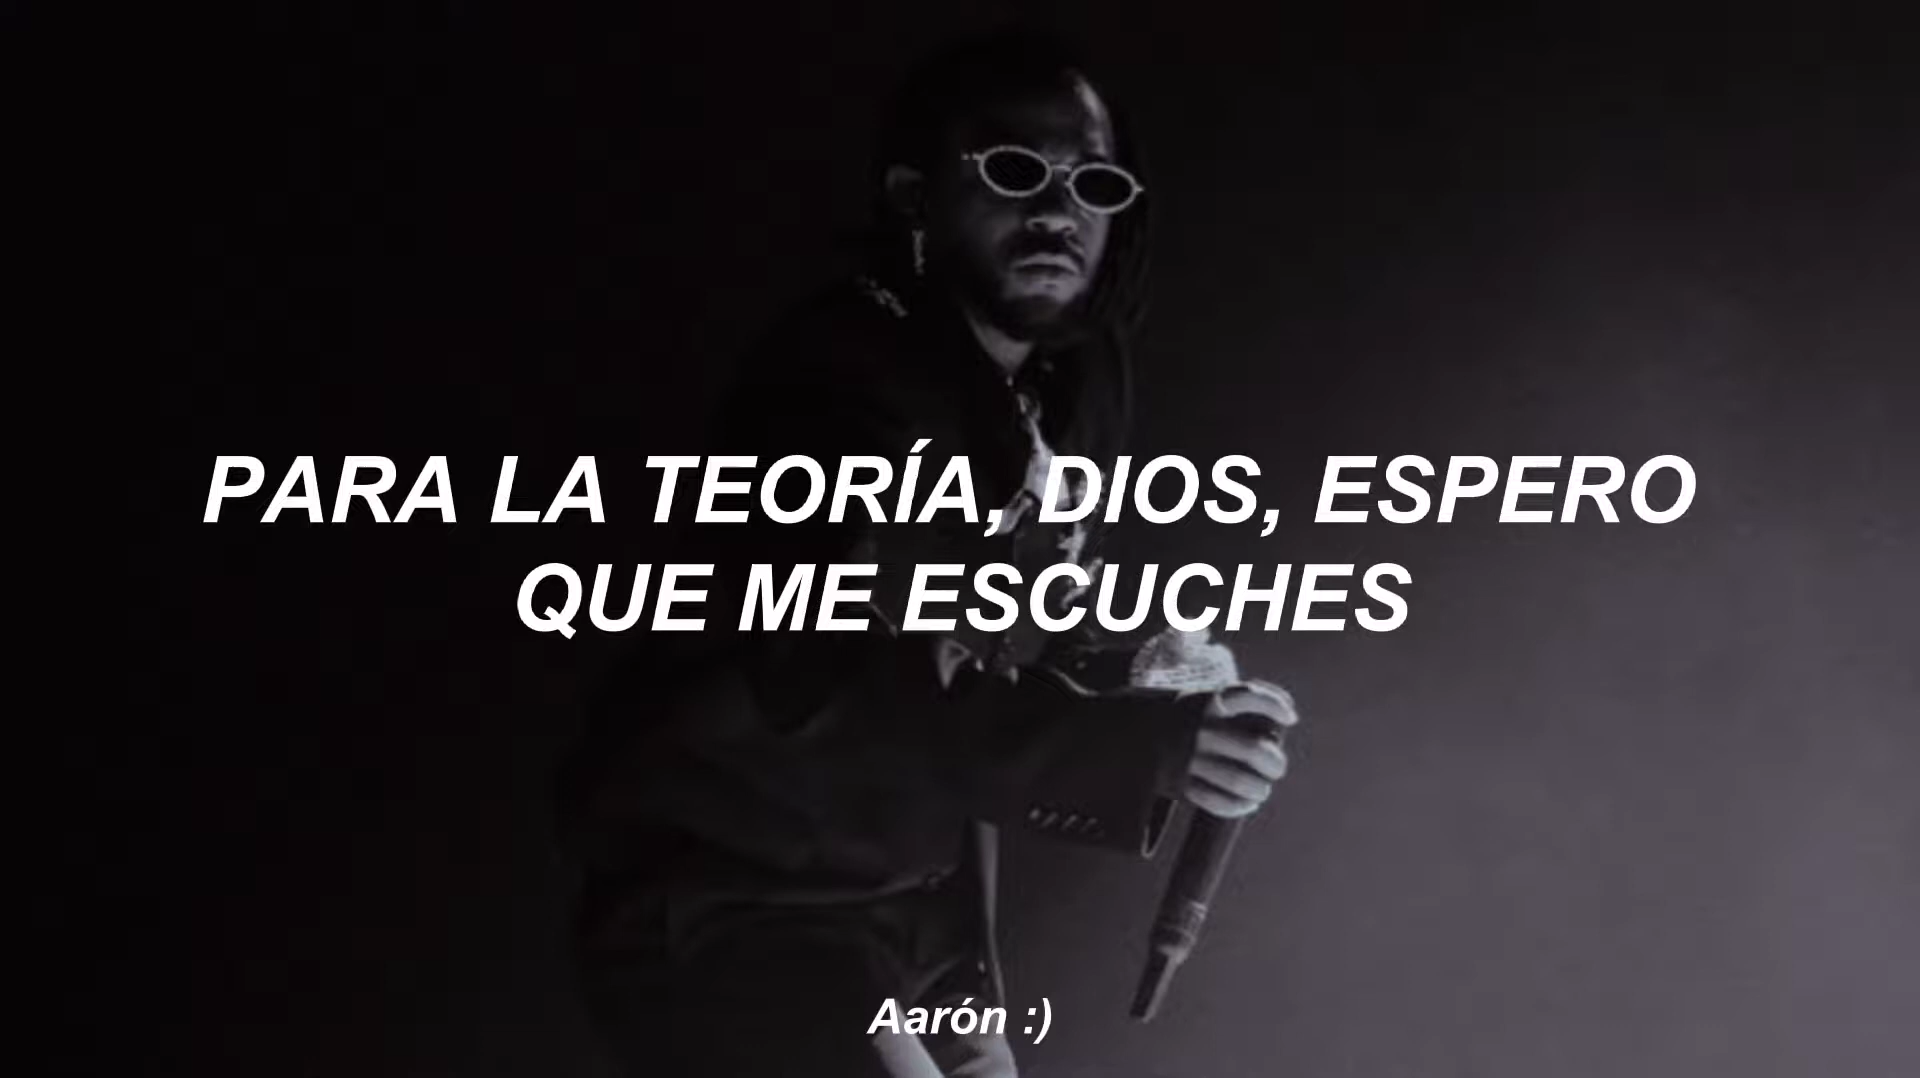 PARA LA TEORÍA, DIOS, ESPERO
QUE ME ESCUCHES
Aarón :)